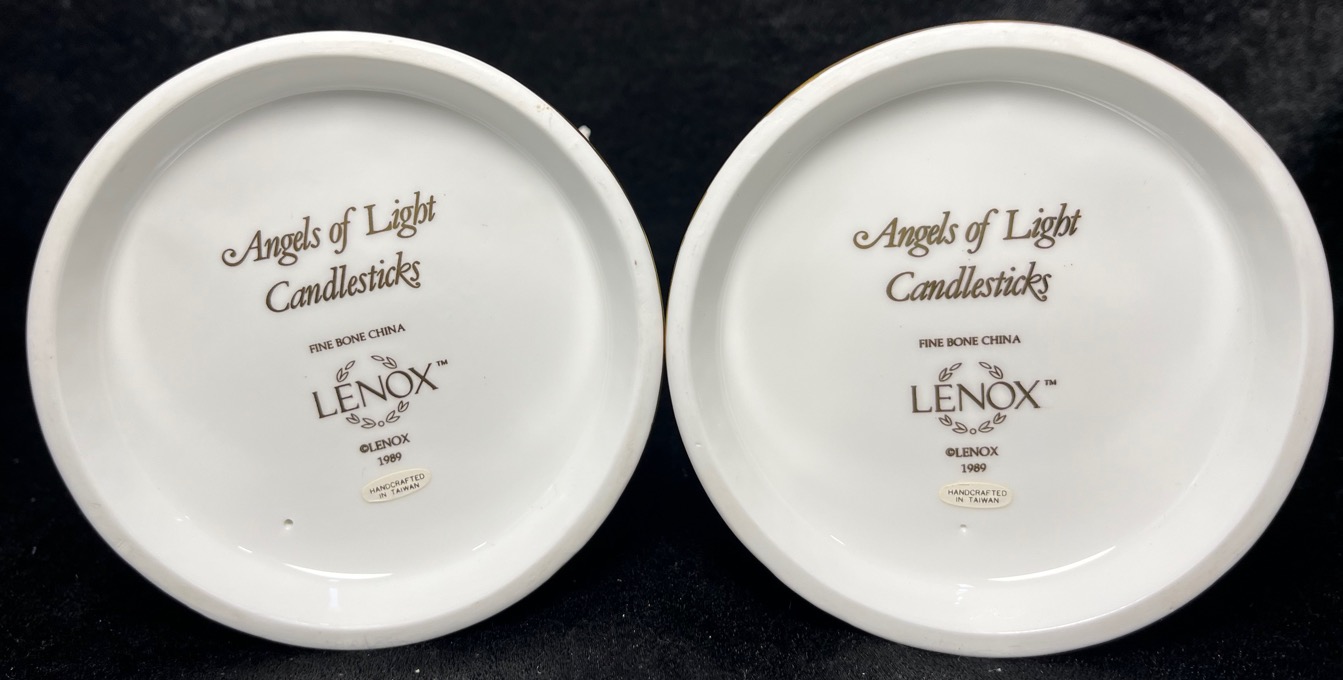 Angels of Light
Candlesticks
FINE BONE CHINA
LENOX™
©LENOX
1989
HANDCRAFTED
IN TAIWAN
Angels of Light
Candlesticks
FINE BONE CHINA
LENOX™
©LENOX
1989
HANDCRAFTED
IN TAIWAN